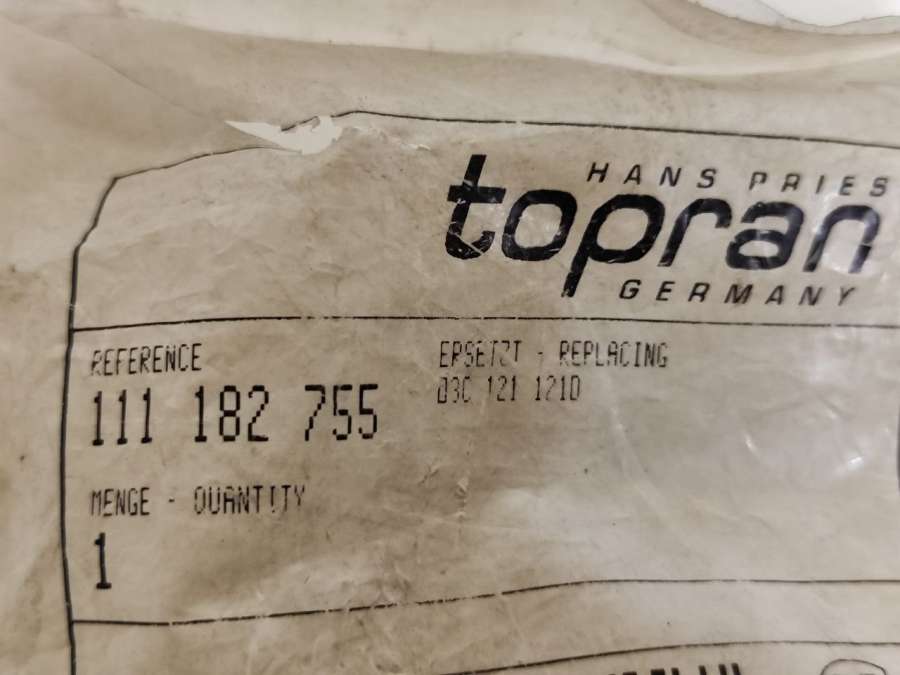 HANS PRIES
topran
GERMANY
REFERENCE
111 182 755
ERSETZT - REPLACING
03C 121 121D
MENGE - QUANTITY
1